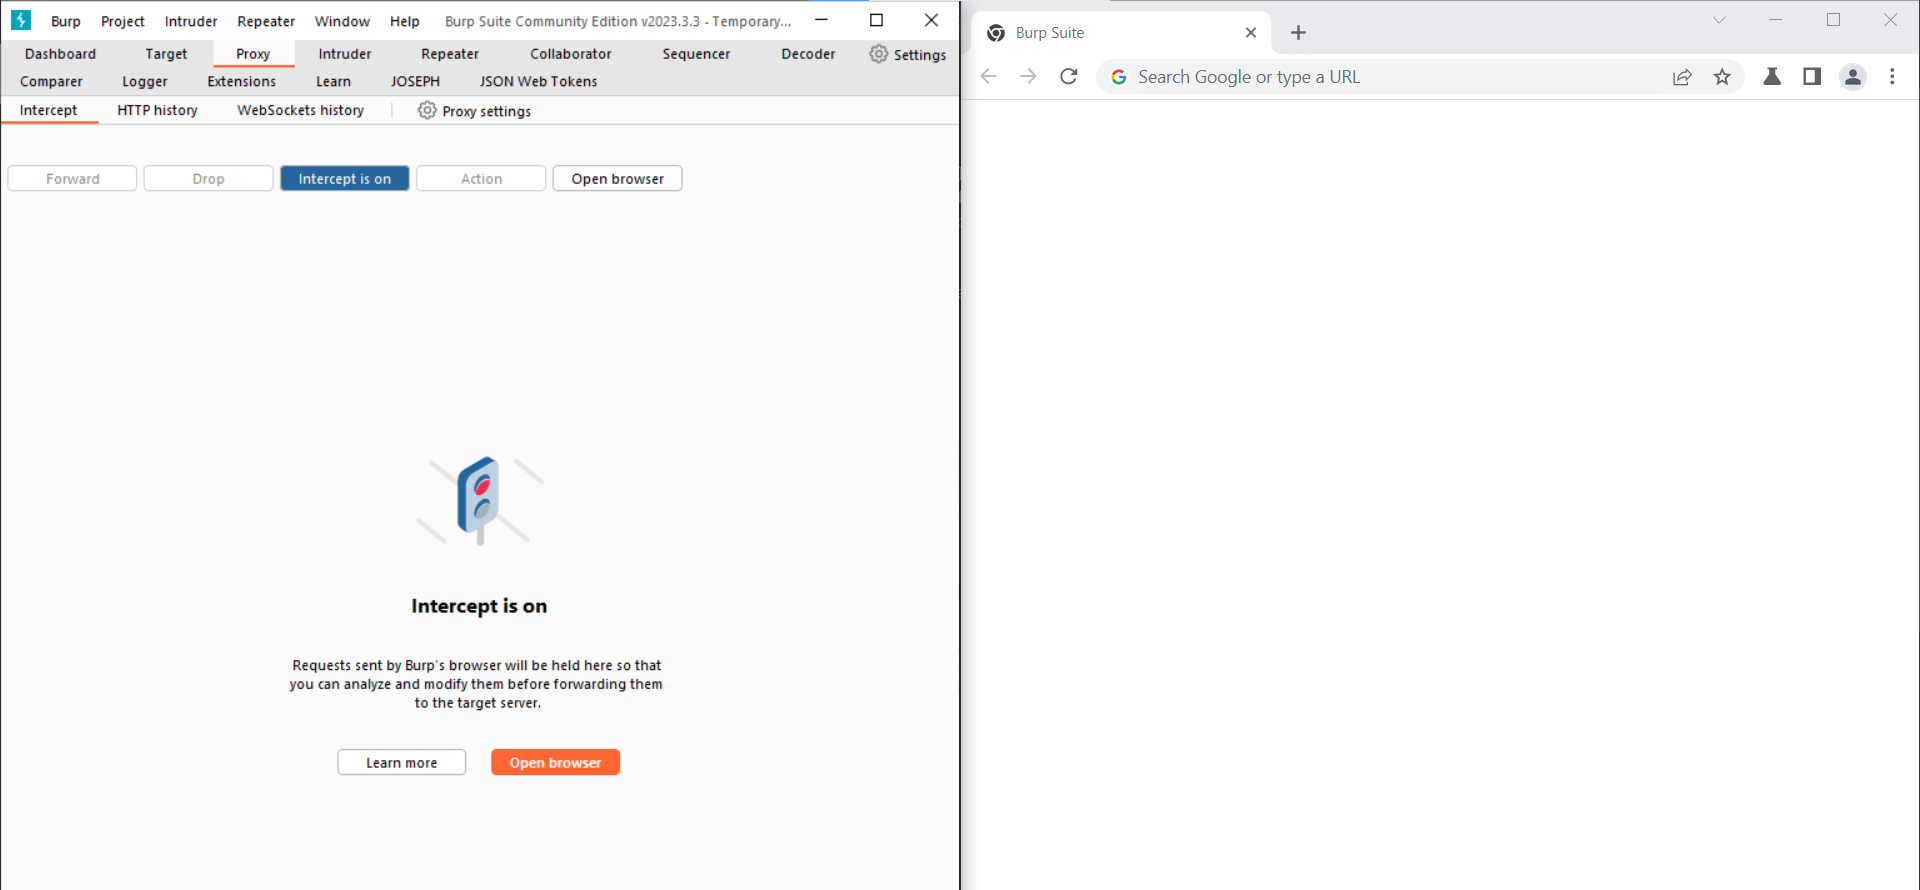 Burp Project Intruder Repeater Window Help Burp Suite Community Edition v2023.3.3 - Temporary...
Dashboard Target Proxy Intruder Repeater Collaborator Sequencer Decoder Settings
Comparer Logger Extensions Learn JOSEPH JSON Web Tokens
Intercept HTTP history WebSockets history Proxy settings
Forward Drop Intercept is on Action Open browser
Intercept is on
Requests sent by Burp's browser will be held here so that
you can analyze and modify them before forwarding them
to the target server.
Learn more Open browser
Burp Suite
Search Google or type a URL